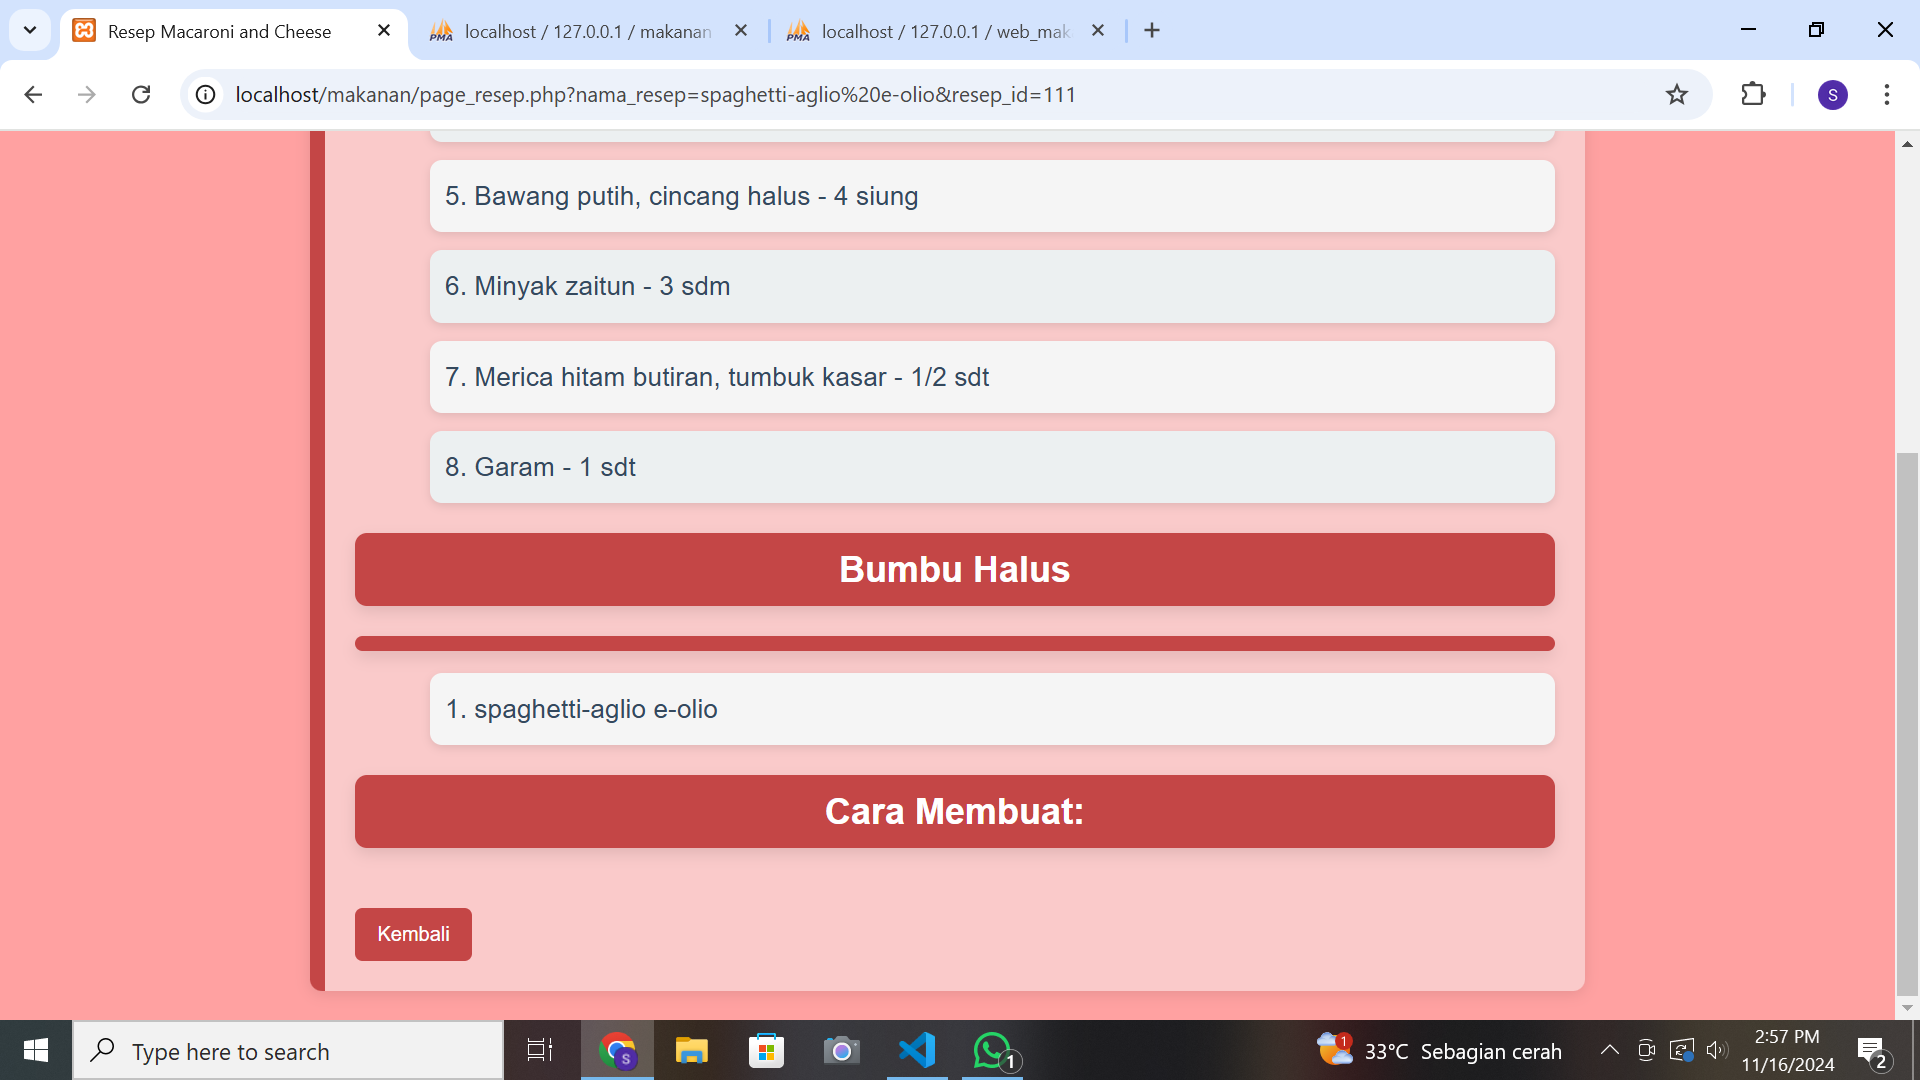 Resep Macaroni and Cheese
localhost / 127.0.0.1 / makanan
localhost / 127.0.0.1 / web_mak
localhost/makanan/page_resep.php?nama_resep=spaghetti-aglio%20e-olio&resep_id=111
S
5. Bawang putih, cincang halus - 4 siung
6. Minyak zaitun - 3 sdm
7. Merica hitam butiran, tumbuk kasar - 1/2 sdt
8. Garam - 1 sdt
Bumbu Halus
1. spaghetti-aglio e-olio
Cara Membuat:
Kembali
Type here to search
S
1
1
33°C Sebagian cerah
2:57 PM
11/16/2024
2